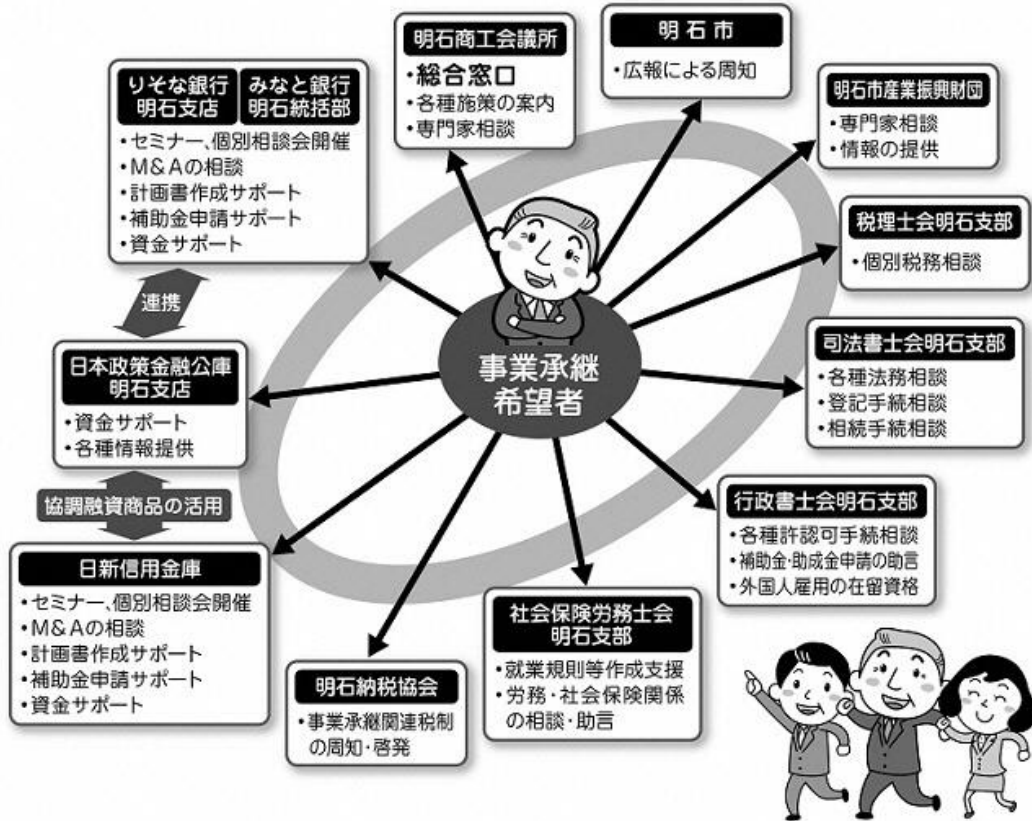 明石商工会議所
・総合窓口
・各種施策の案内
・専門家相談
明石市
・広報による周知
明石市産業振興財団
・専門家相談
・情報の提供
税理士会明石支部
・個別税務相談
司法書士会明石支部
・各種法務相談
・登記手続相談
・相続手続相談
行政書士会明石支部
・各種許認可手続相談
・補助金・助成金申請の助言
・外国人雇用の在留資格
社会保険労務士会
明石支部
・就業規則等作成支援
・労務・社会保険関係
の相談・助言
明石納税協会
・事業承継関連税制
の周知・啓発
日新信用金庫
・セミナー、個別相談会開催
・M&Aの相談
・計画書作成サポート
・補助金申請サポート
・資金サポート
協調融資商品の活用
日本政策金融公庫
明石支店
・資金サポート
・各種情報提供
連携
りそな銀行
明石支店
みなと銀行
明石統括部
・セミナー、個別相談会開催
・M&Aの相談
・計画書作成サポート
・補助金申請サポート
・資金サポート
事業承継
希望者